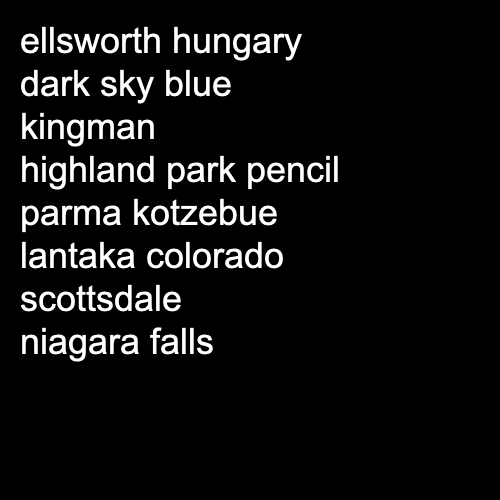 ellsworth hungary
dark sky blue
kingman
highland park pencil
parma kotzebue
lantaka colorado
scottsdale
niagara falls